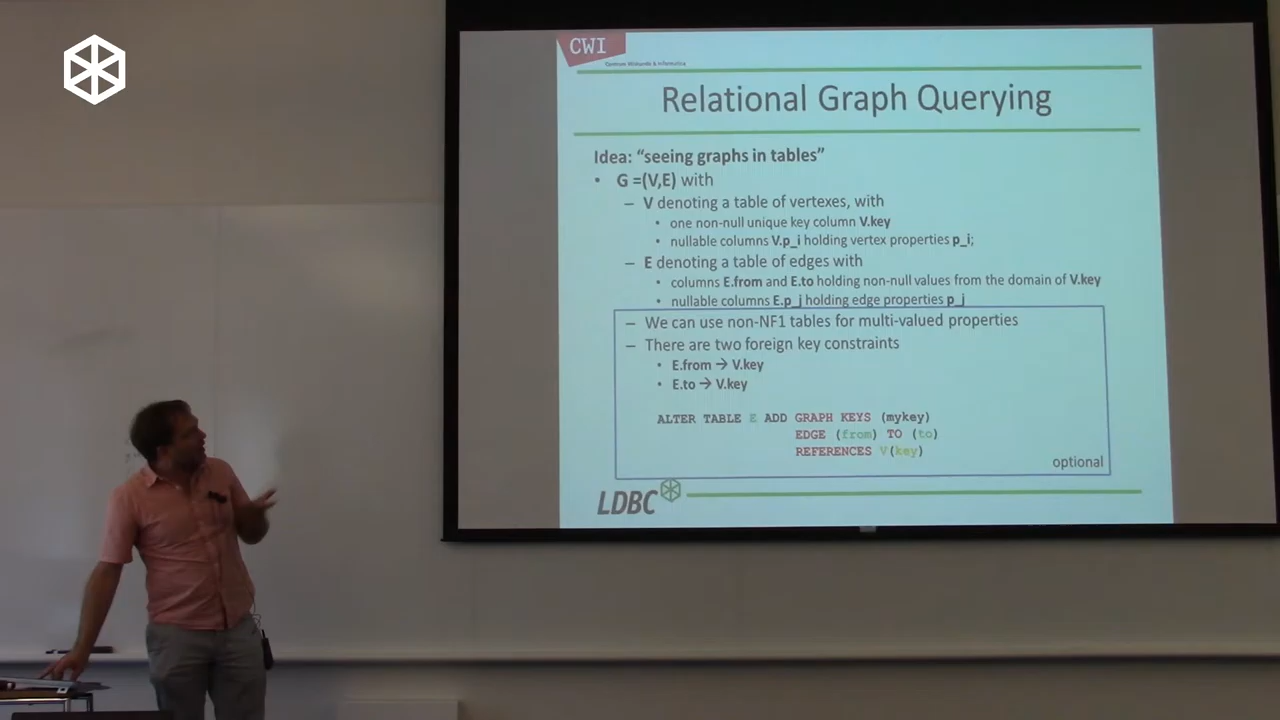 CWI
Centrum Wiskunde & Informatica
Relational Graph Querying
Idea: “seeing graphs in tables”
• G =(V,E) with
– V denoting a table of vertexes, with
• one non-null unique key column V.key
• nullable columns V.p_i holding vertex properties p_i;
– E denoting a table of edges with
• columns E.from and E.to holding non-null values from the domain of V.key
• nullable columns E.p_j holding edge properties p_j
– We can use non-NF1 tables for multi-valued properties
– There are two foreign key constraints
• E.from → V.key
• E.to → V.key
ALTER TABLE E ADD GRAPH KEYS (mykey)
EDGE (from) TO (to)
REFERENCES V(key)
optional
LDBC